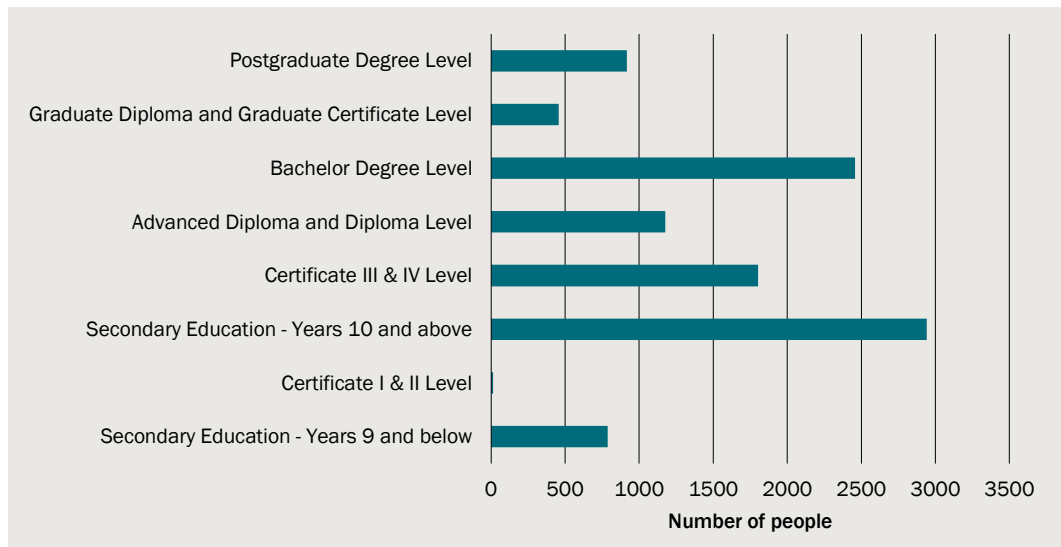 Postgraduate Degree Level
Graduate Diploma and Graduate Certificate Level
Bachelor Degree Level
Advanced Diploma and Diploma Level
Certificate III & IV Level
Secondary Education - Years 10 and above
Certificate I & II Level
Secondary Education - Years 9 and below
0 500 1000 1500 2000 2500 3000 3500
Number of people